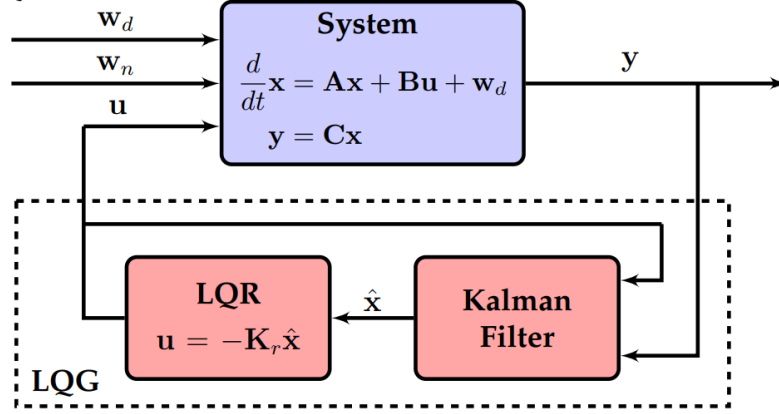 w_d
System
w_n
d/dt x = Ax + Bu + w_d
y
u
y = Cx
LQR
u = −K_r x̂
x̂
Kalman
Filter
LQG